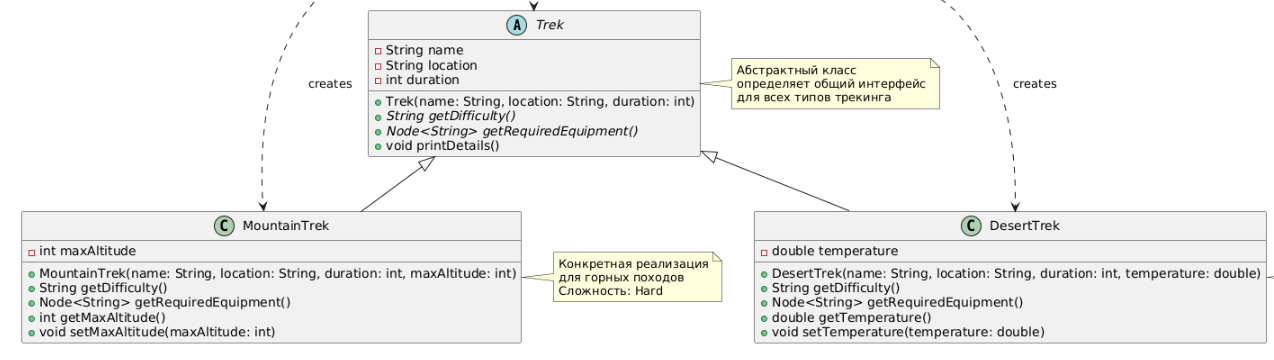 creates
A Trek
String name
String location
int duration
Trek(name: String, location: String, duration: int)
String getDifficulty()
Node<String> getRequiredEquipment()
void printDetails()
Абстрактный класс
определяет общий интерфейс
для всех типов трекинга
creates
C MountainTrek
int maxAltitude
MountainTrek(name: String, location: String, duration: int, maxAltitude: int)
String getDifficulty()
Node<String> getRequiredEquipment()
int getMaxAltitude()
void setMaxAltitude(maxAltitude: int)
Конкретная реализация
для горных походов
Сложность: Hard
C DesertTrek
double temperature
DesertTrek(name: String, location: String, duration: int, temperature: double)
String getDifficulty()
Node<String> getRequiredEquipment()
double getTemperature()
void setTemperature(temperature: double)